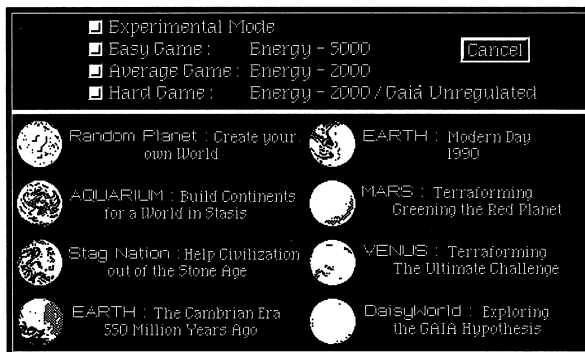 Experimental Mode
Easy Game : Energy - 5000
Average Game : Energy - 2000
Hard Game : Energy - 2000 / Gaia Unregulated
Cancel
Random Planet : Create your
own World
EARTH : Modern Day
1990
AQUARIUM : Build Continents
for a World in Stasis
MARS : Terraforming
Greening the Red Planet
Stag Nation : Help Civilization
out of the Stone Age
VENUS : Terraforming
The Ultimate Challenge
EARTH : The Cambrian Era
550 Million Years Ago
DaisyWorld : Exploring
the GAIA Hypothesis